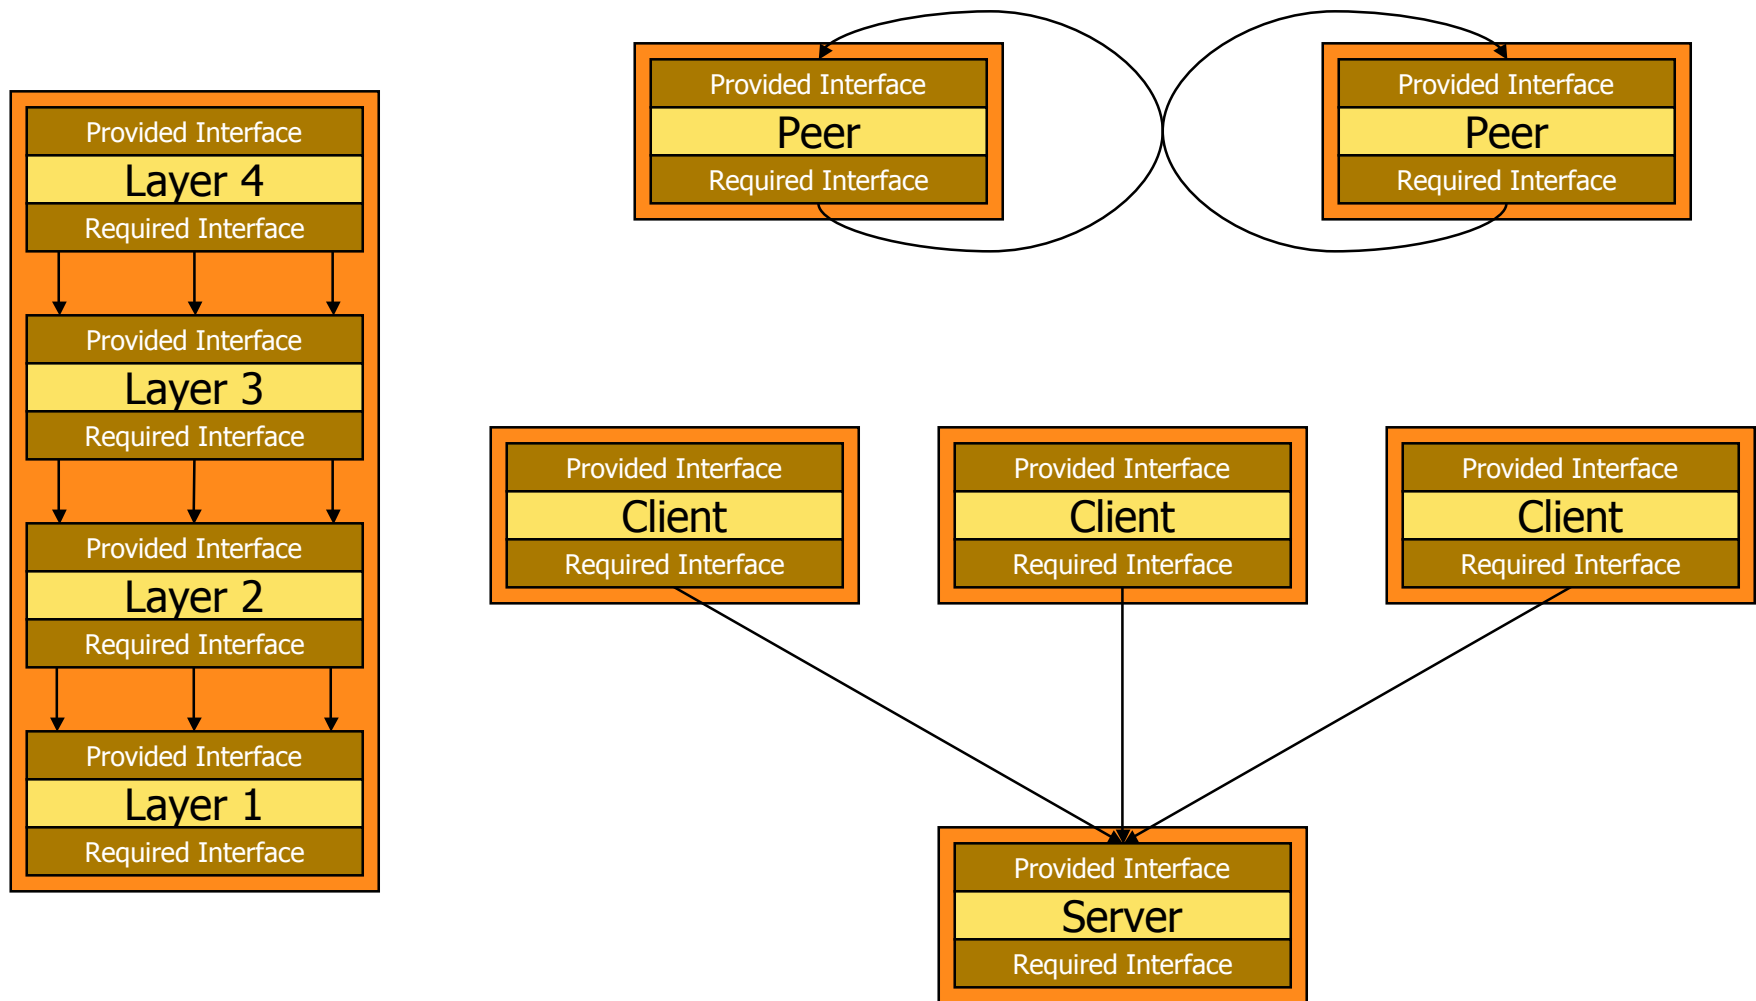 Provided Interface
Layer 4
Required Interface
Provided Interface
Layer 3
Required Interface
Provided Interface
Layer 2
Required Interface
Provided Interface
Layer 1
Required Interface
Provided Interface
Peer
Required Interface
Provided Interface
Peer
Required Interface
Provided Interface
Client
Required Interface
Provided Interface
Client
Required Interface
Provided Interface
Client
Required Interface
Provided Interface
Server
Required Interface